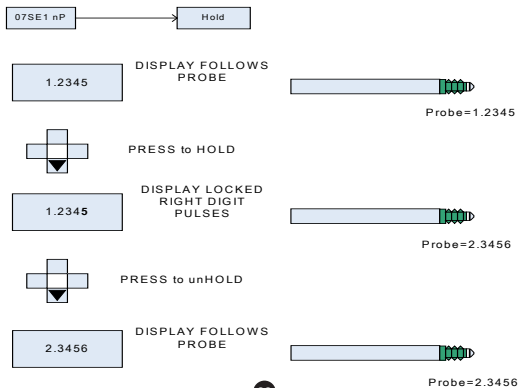 07SE1 nP
Hold
DISPLAY FOLLOWS
PROBE
1.2345
Probe=1.2345
PRESS to HOLD
DISPLAY LOCKED
RIGHT DIGIT
PULSES
1.2345
Probe=2.3456
PRESS to unHOLD
DISPLAY FOLLOWS
PROBE
2.3456
Probe=2.3456